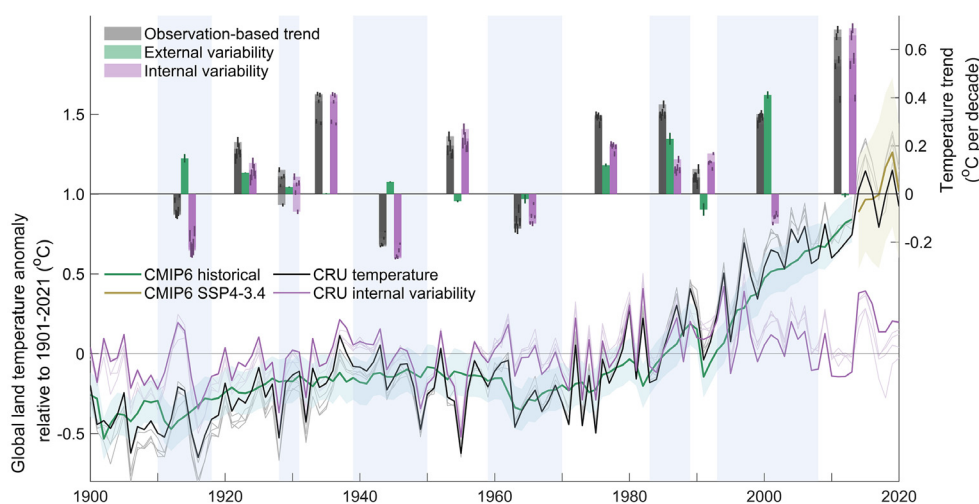 Observation-based trend
External variability
Internal variability
CMIP6 historical
CMIP6 SSP4-3.4
CRU temperature
CRU internal variability
Global land temperature anomaly
relative to 1901-2021 (°C)
1.5
1.0
0.5
0
-0.5
Temperature trend
(°C per decade)
0.6
0.4
0.2
0
-0.2
1900
1920
1940
1960
1980
2000
2020